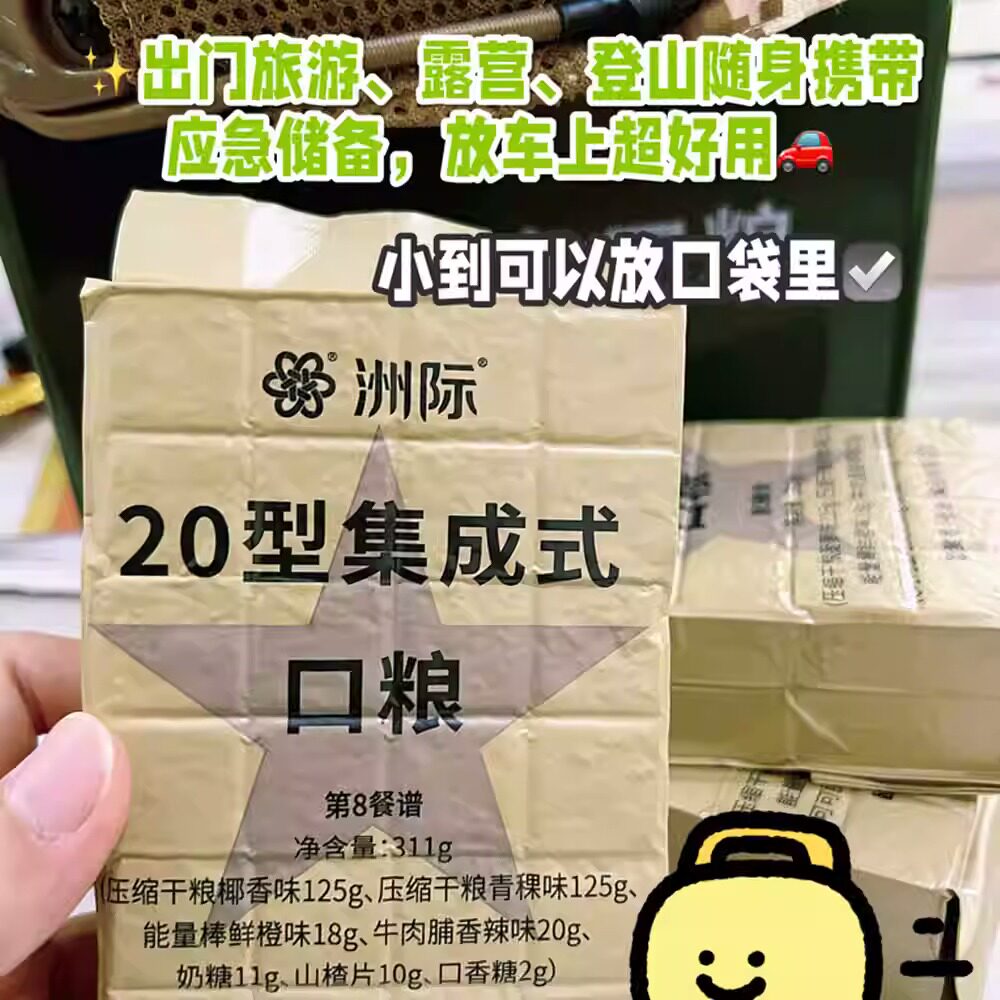 ✨出门旅游、露营、登山随身携带
应急储备，放车上超好用🚗
小到可以放口袋里✅
洲际®
20型集成式
口粮
第8餐谱
净含量:311g
(压缩干粮椰香味125g、压缩干粮青稞味125g、
能量棒鲜橙味18g、牛肉脯香辣味20g、
奶糖11g、山楂片10g、口香糖2g)